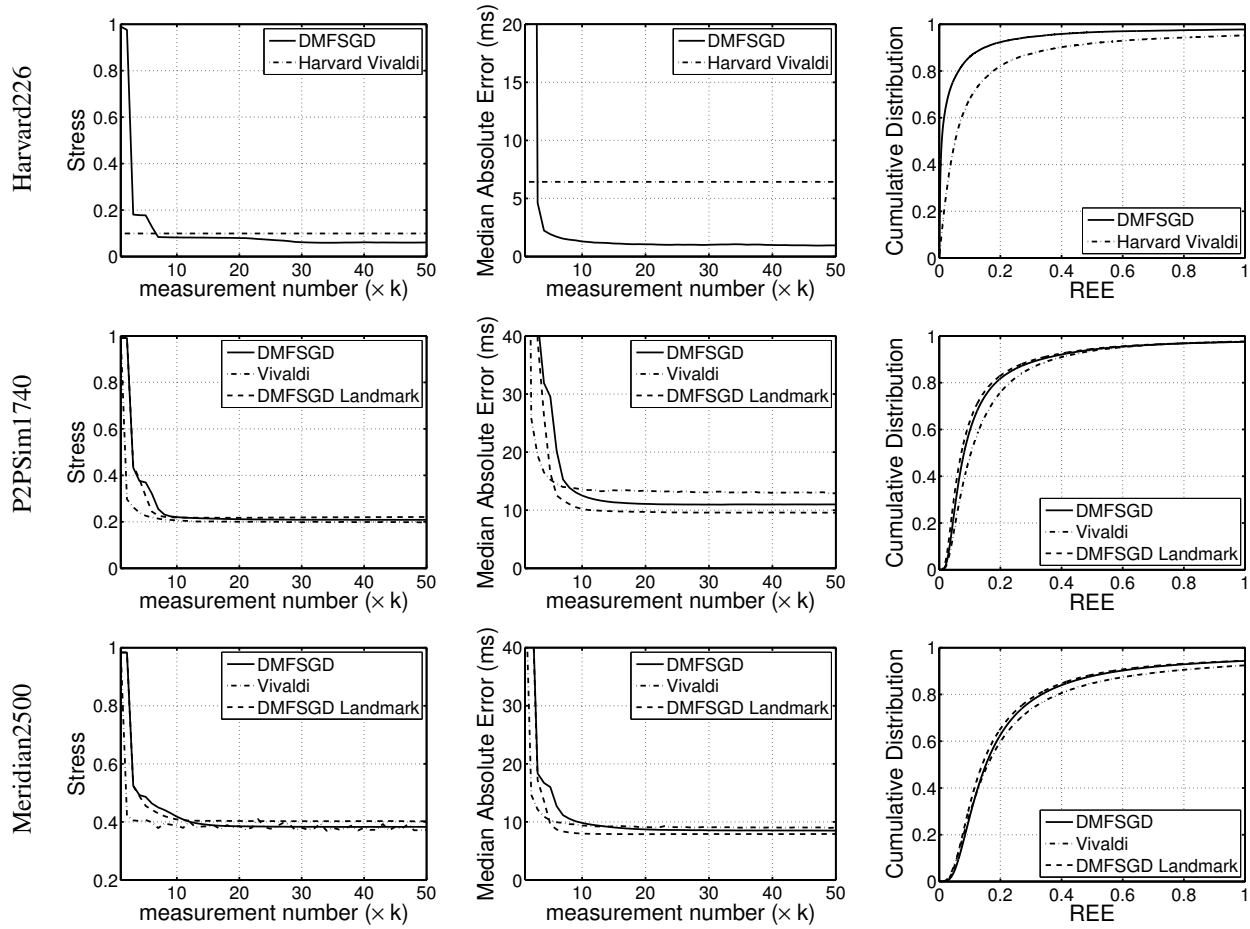 Harvard226
1
0.8
0.6
0.4
0.2
0
10 20 30 40 50
Stress
measurement number (× k)
DMFSGD
Harvard Vivaldi
20
15
10
5
0
10 20 30 40 50
Median Absolute Error (ms)
measurement number (× k)
DMFSGD
Harvard Vivaldi
1
0.8
0.6
0.4
0.2
0
0 0.2 0.4 0.6 0.8 1
Cumulative Distribution
REE
DMFSGD
Harvard Vivaldi
P2PSim1740
1
0.8
0.6
0.4
0.2
0
10 20 30 40 50
Stress
measurement number (× k)
DMFSGD
Vivaldi
DMFSGD Landmark
40
30
20
10
0
10 20 30 40 50
Median Absolute Error (ms)
measurement number (× k)
DMFSGD
Vivaldi
DMFSGD Landmark
1
0.8
0.6
0.4
0.2
0
0 0.2 0.4 0.6 0.8 1
Cumulative Distribution
REE
DMFSGD
Vivaldi
DMFSGD Landmark
Meridian2500
1
0.8
0.6
0.4
0.2
10 20 30 40 50
Stress
measurement number (× k)
DMFSGD
Vivaldi
DMFSGD Landmark
40
30
20
10
0
10 20 30 40 50
Median Absolute Error (ms)
measurement number (× k)
DMFSGD
Vivaldi
DMFSGD Landmark
1
0.8
0.6
0.4
0.2
0
0 0.2 0.4 0.6 0.8 1
Cumulative Distribution
REE
DMFSGD
Vivaldi
DMFSGD Landmark